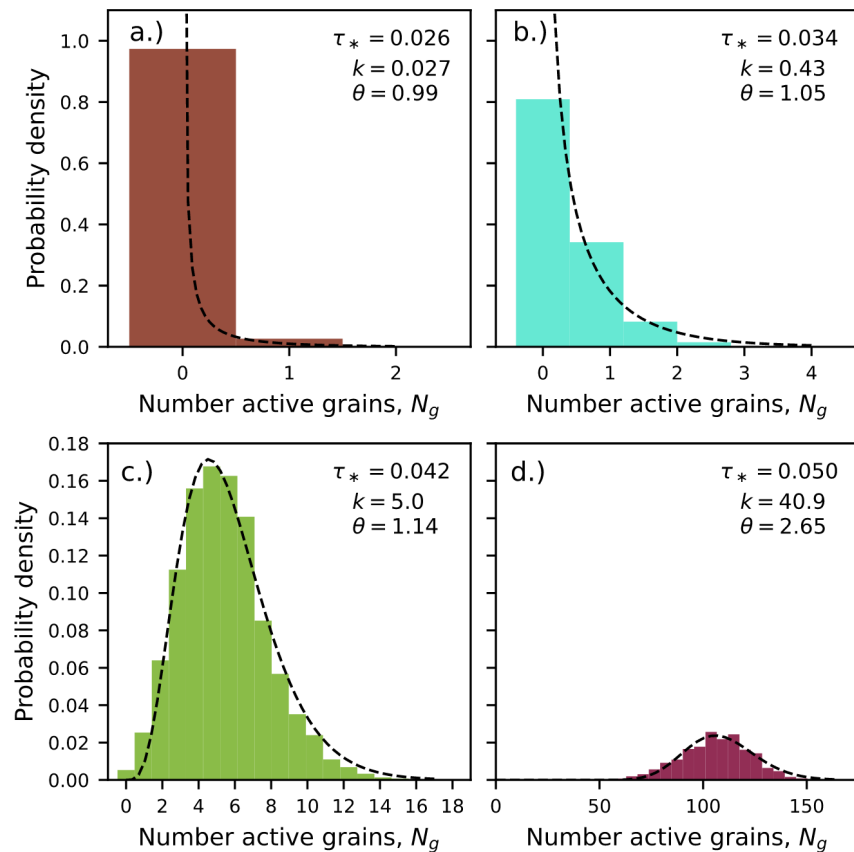 a.)
τ* = 0.026
k = 0.027
θ = 0.99
Probability density
1.0
0.8
0.6
0.4
0.2
0.0
0 1 2
Number active grains, N_g
b.)
τ* = 0.034
k = 0.43
θ = 1.05
0 1 2 3 4
Number active grains, N_g
c.)
τ* = 0.042
k = 5.0
θ = 1.14
Probability density
0.18
0.16
0.14
0.12
0.10
0.08
0.06
0.04
0.02
0.00
0 2 4 6 8 10 12 14 16 18
Number active grains, N_g
d.)
τ* = 0.050
k = 40.9
θ = 2.65
0 50 100 150
Number active grains, N_g